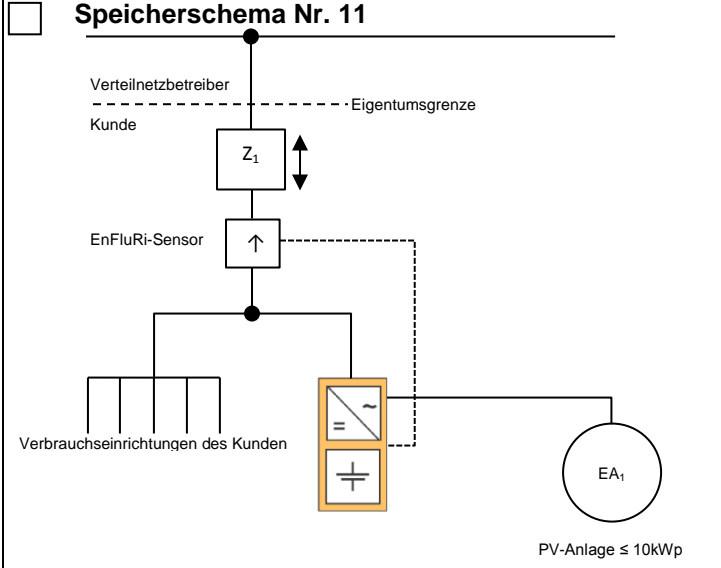 Speicherschema Nr. 11
Verteilnetzbetreiber
Eigentumsgrenze
Kunde
Z₁
EnFluRi-Sensor
↑
~
=
Verbrauchseinrichtungen des Kunden
EA₁
PV-Anlage ≤ 10kWp